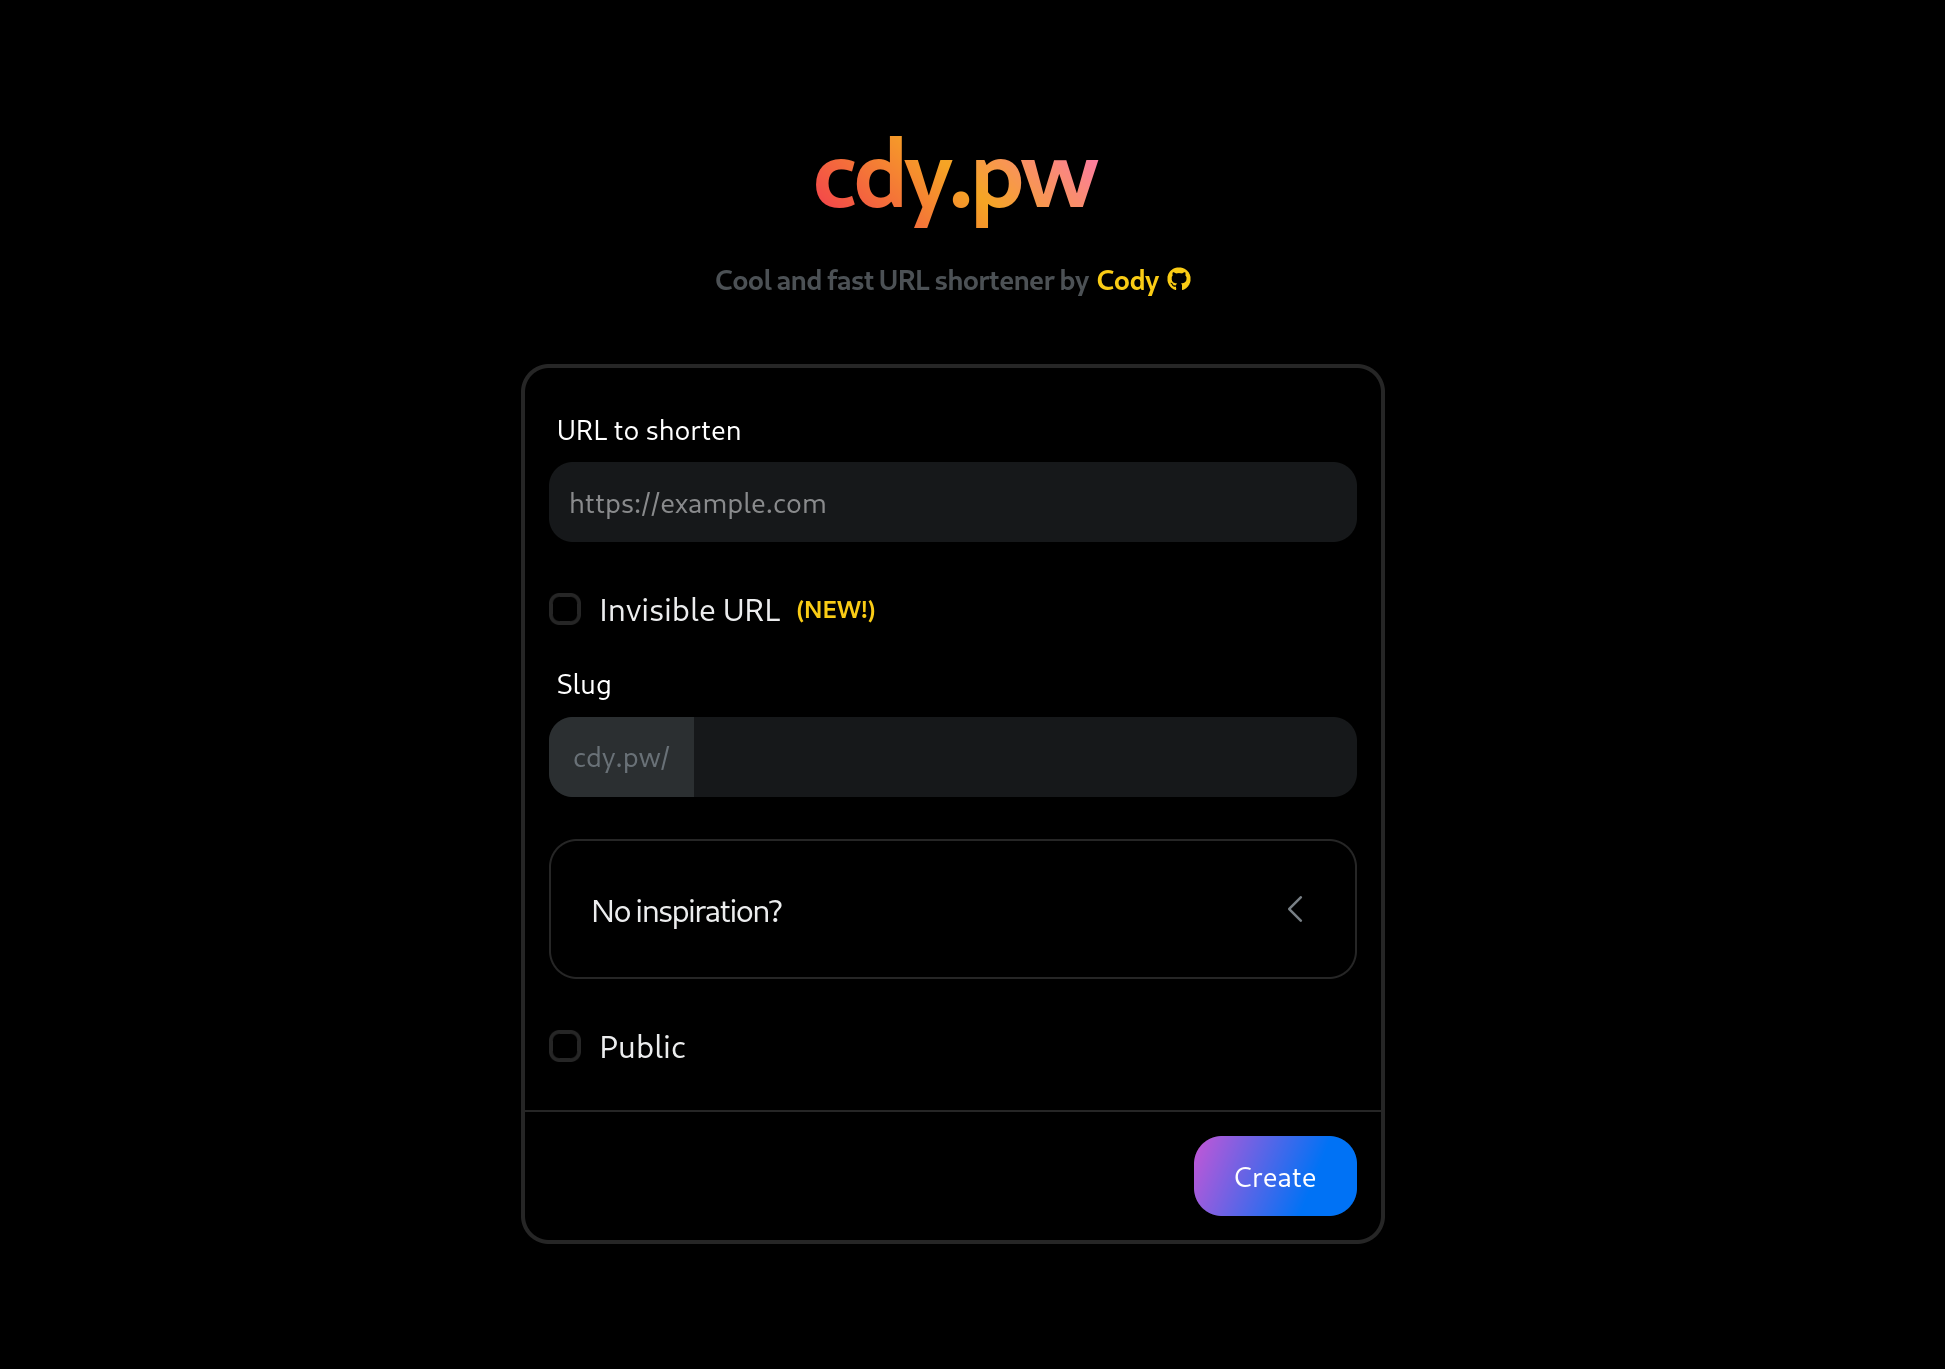 cdy.pw
Cool and fast URL shortener by Cody
URL to shorten
https://example.com
Invisible URL (NEW!)
Slug
cdy.pw/
No inspiration?
Public
Create